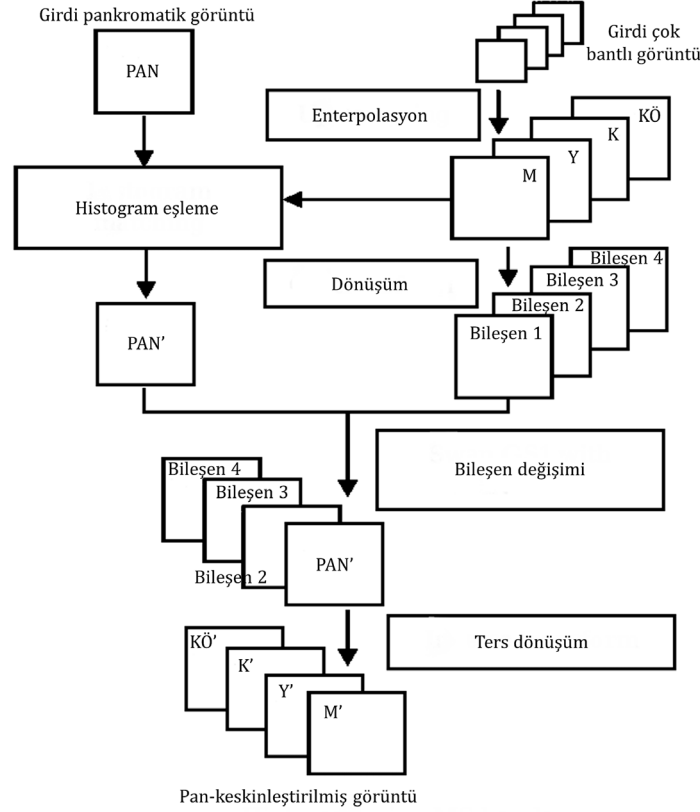 Girdi pankromatik görüntü
Girdi çok
bantlı görüntü
PAN
Enterpolasyon
KÖ
K
Y
M
Histogram eşleme
Dönüşüm
Bileşen 4
Bileşen 3
Bileşen 2
Bileşen 1
PAN’
Bileşen değişimi
Bileşen 4
Bileşen 3
Bileşen 2
PAN’
Ters dönüşüm
KÖ’
K’
Y’
M’
Pan-keskinleştirilmiş görüntü